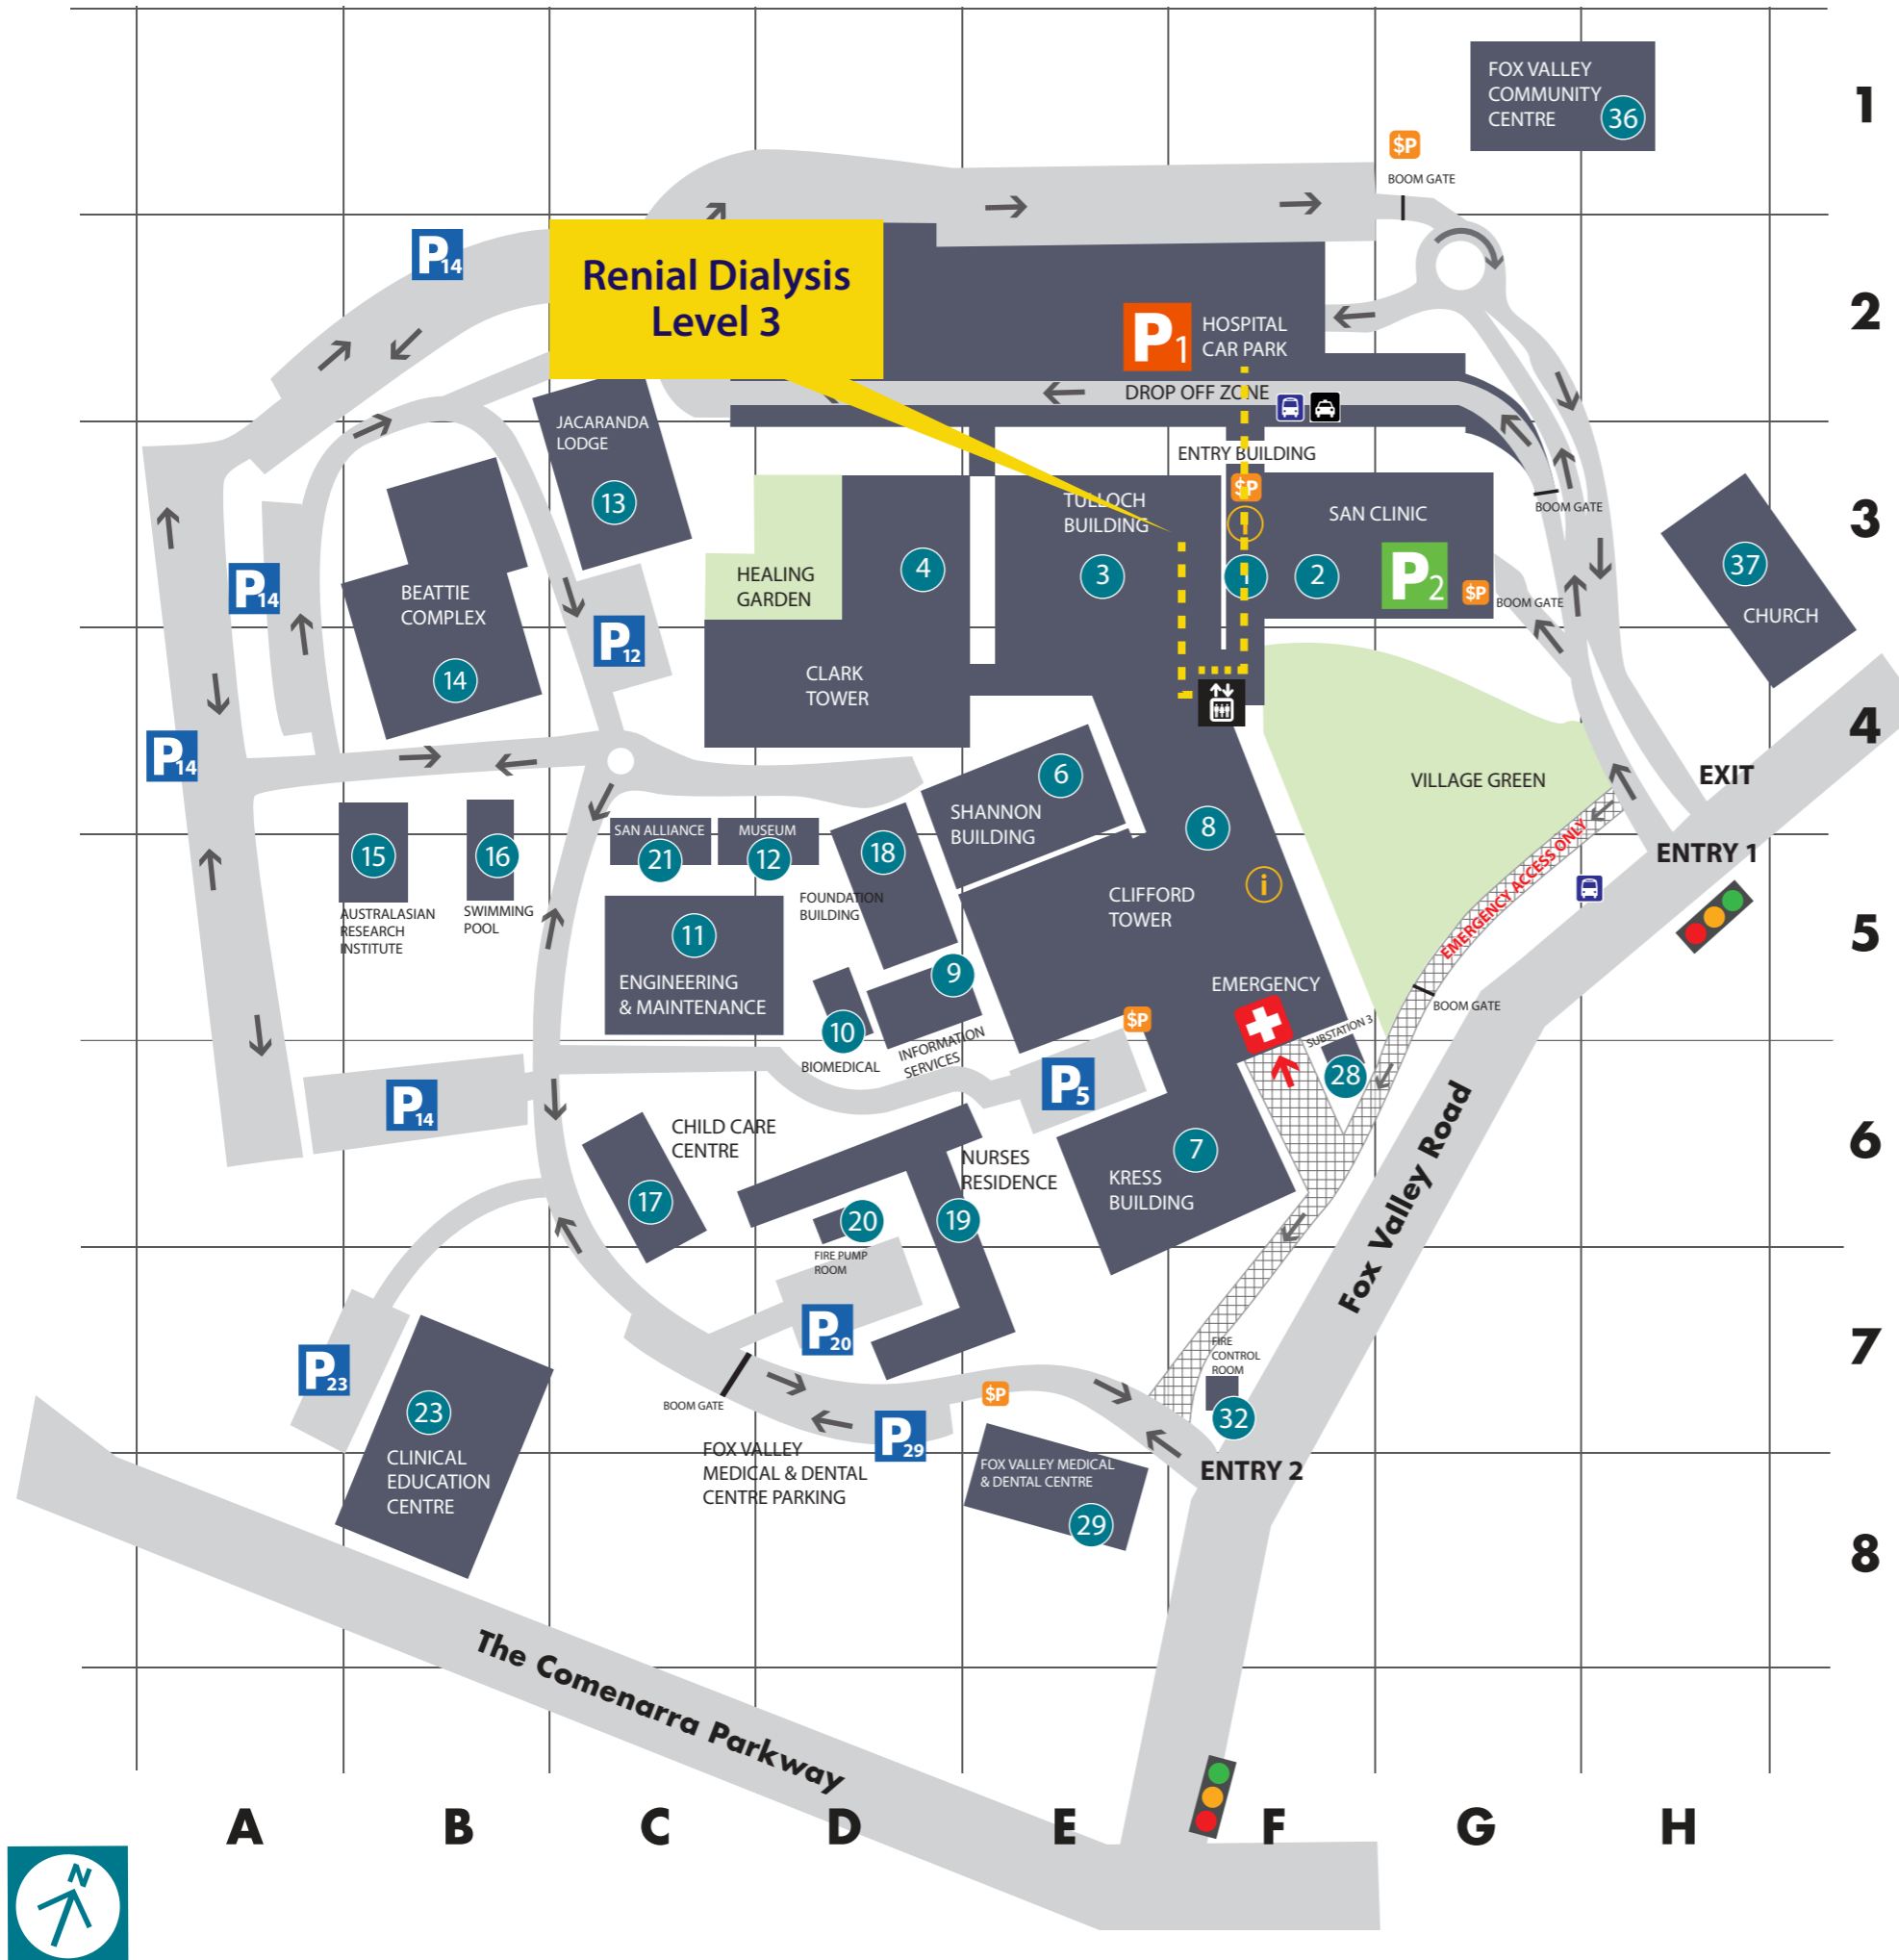 1
FOX VALLEY
COMMUNITY
CENTRE
36
$P
BOOM GATE
2
P14
Renial Dialysis
Level 3
P1
HOSPITAL
CAR PARK
DROP OFF ZONE
3
JACARANDA
LODGE
13
ENTRY BUILDING
$P
i
TULLOCH
BUILDING
3
1
SAN CLINIC
2
P2
$P
BOOM GATE
BOOM GATE
37
CHURCH
HEALING
GARDEN
4
P14
BEATTIE
COMPLEX
14
P12
CLARK
TOWER
4
P14
6
SHANNON
BUILDING
VILLAGE GREEN
EXIT
ENTRY 1
EMERGENCY ACCESS ONLY
5
15
AUSTRALASIAN
RESEARCH
INSTITUTE
16
SWIMMING
POOL
SAN ALLIANCE
21
MUSEUM
12
18
FOUNDATION
BUILDING
8
CLIFFORD
TOWER
i
11
ENGINEERING
& MAINTENANCE
9
INFORMATION
SERVICES
10
BIOMEDICAL
$P
EMERGENCY
SUBSTATION 3
28
BOOM GATE
6
P14
P5
CHILD CARE
CENTRE
17
NURSES
RESIDENCE
19
20
FIRE PUMP
ROOM
7
KRESS
BUILDING
Fox Valley Road
7
P20
P23
23
CLINICAL
EDUCATION
CENTRE
BOOM GATE
$P
P29
FOX VALLEY
MEDICAL & DENTAL
CENTRE PARKING
FIRE
CONTROL
ROOM
32
ENTRY 2
FOX VALLEY MEDICAL
& DENTAL CENTRE
29
8
The Comenarra Parkway
A B C D E F G H
N